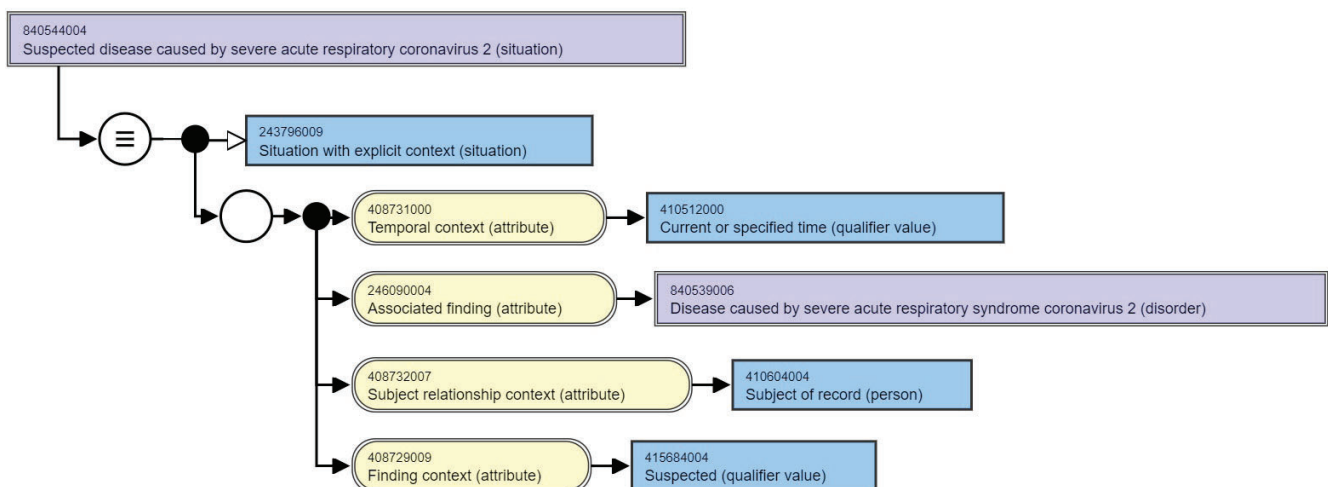 840544004
Suspected disease caused by severe acute respiratory coronavirus 2 (situation)
243796009
Situation with explicit context (situation)
408731000
Temporal context (attribute)
410512000
Current or specified time (qualifier value)
246090004
Associated finding (attribute)
840539006
Disease caused by severe acute respiratory syndrome coronavirus 2 (disorder)
408732007
Subject relationship context (attribute)
410604004
Subject of record (person)
408729009
Finding context (attribute)
415684004
Suspected (qualifier value)